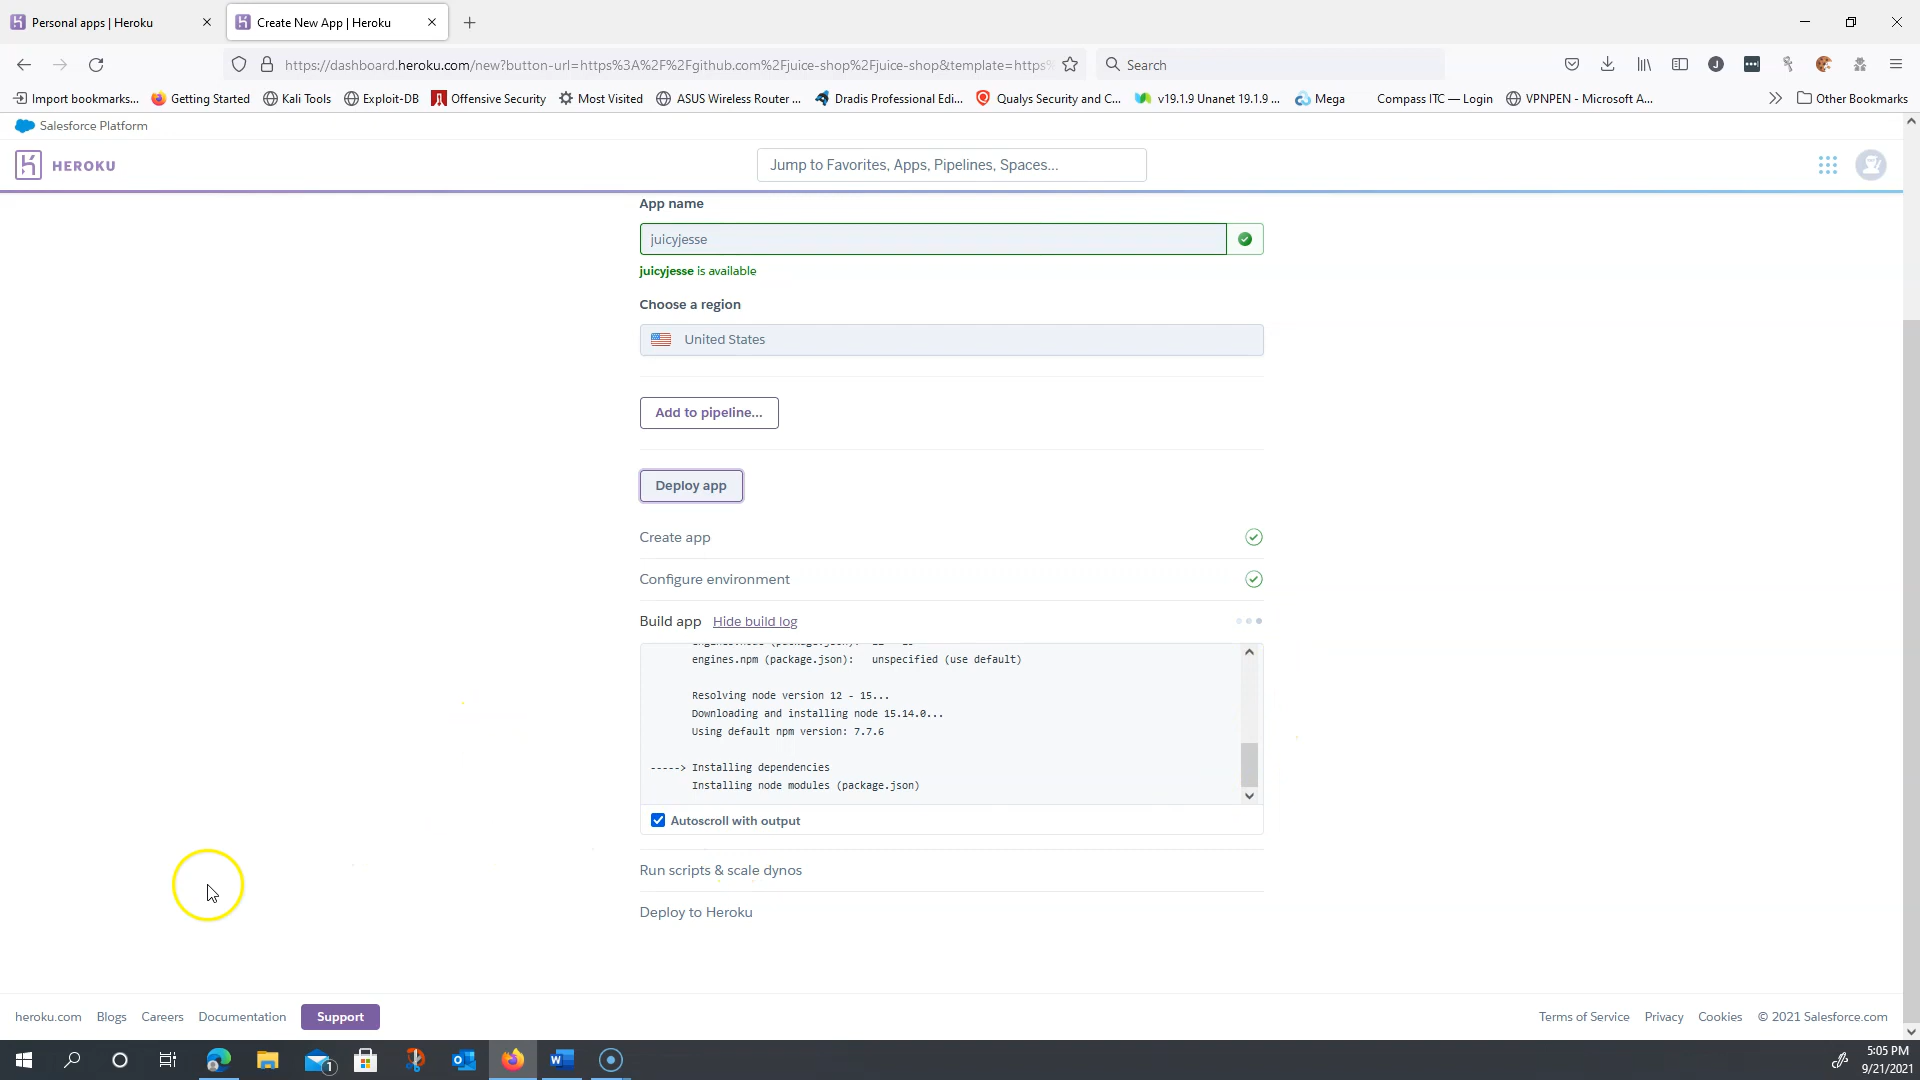 Personal apps | Heroku
Create New App | Heroku
https://dashboard.heroku.com/new?button-url=https%3A%2F%2Fgithub.com%2Fjuice-shop%2Fjuice-shop&template=https%
Search
Import bookmarks...
Getting Started
Kali Tools
Exploit-DB
Offensive Security
Most Visited
ASUS Wireless Router ...
Dradis Professional Edi...
Qualys Security and C...
v19.1.9 Unanet 19.1.9 ...
Mega
Compass ITC — Login
VPNPEN - Microsoft A...
Other Bookmarks
Salesforce Platform
HEROKU
Jump to Favorites, Apps, Pipelines, Spaces...
App name
juicyjesse
juicyjesse is available
Choose a region
United States
Add to pipeline...
Deploy app
Create app
Configure environment
Build app Hide build log
engines.npm (package.json): unspecified (use default)
Resolving node version 12 - 15...
Downloading and installing node 15.14.0...
Using default npm version: 7.7.6
-----> Installing dependencies
Installing node modules (package.json)
Autoscroll with output
Run scripts & scale dynos
Deploy to Heroku
heroku.com Blogs Careers Documentation Support
Terms of Service Privacy Cookies © 2021 Salesforce.com
5:05 PM
9/21/2021